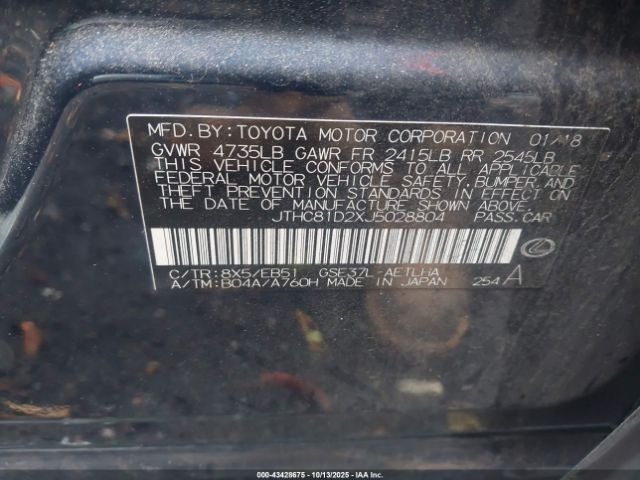 MFD. BY: TOYOTA MOTOR CORPORATION 01/18
GVWR 4735LB GAWR FR 2415LB RR 2545LB
THIS VEHICLE CONFORMS TO ALL APPLICABLE
FEDERAL MOTOR VEHICLE SAFETY, BUMPER, AND
THEFT PREVENTION STANDARDS IN EFFECT ON
THE DATE OF MANUFACTURE SHOWN ABOVE.
JTHC81D2XJ5028804 PASS. CAR
C/TR: 8X5/EB51 GSE37L-AETLHA
A/TM: B04A/A760H MADE IN JAPAN 254 A
000-43428675 - 10/13/2025 - IAA, Inc.